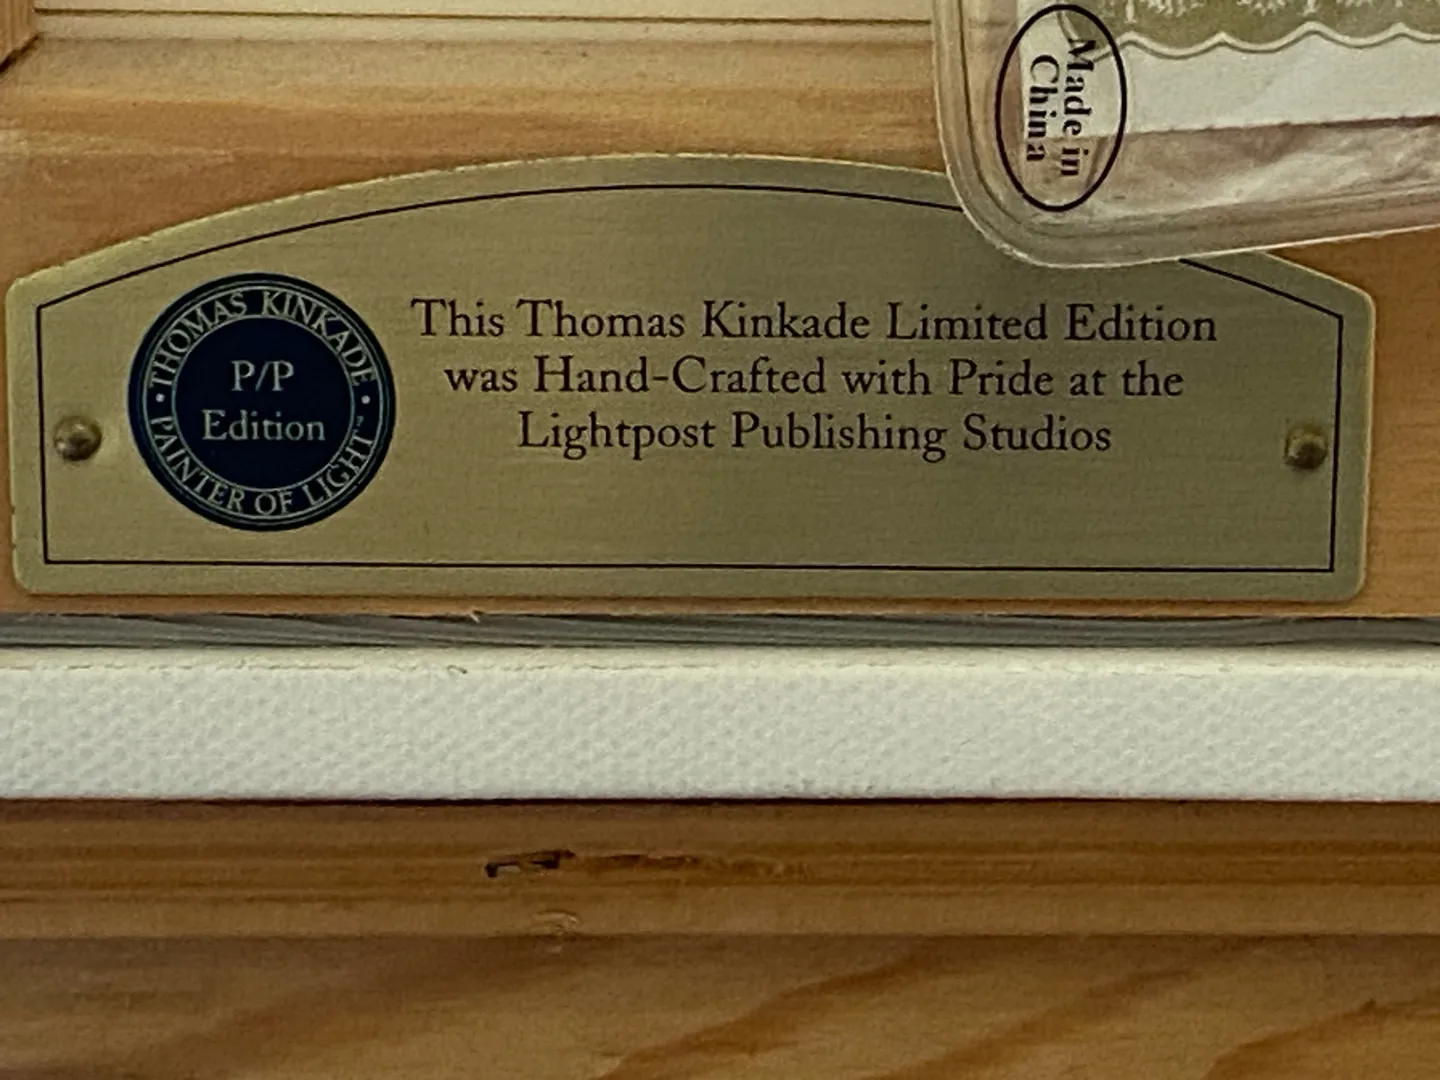 Made in
China
THOMAS KINKADE
P/P
Edition
PAINTER OF LIGHT™
This Thomas Kinkade Limited Edition
was Hand-Crafted with Pride at the
Lightpost Publishing Studios